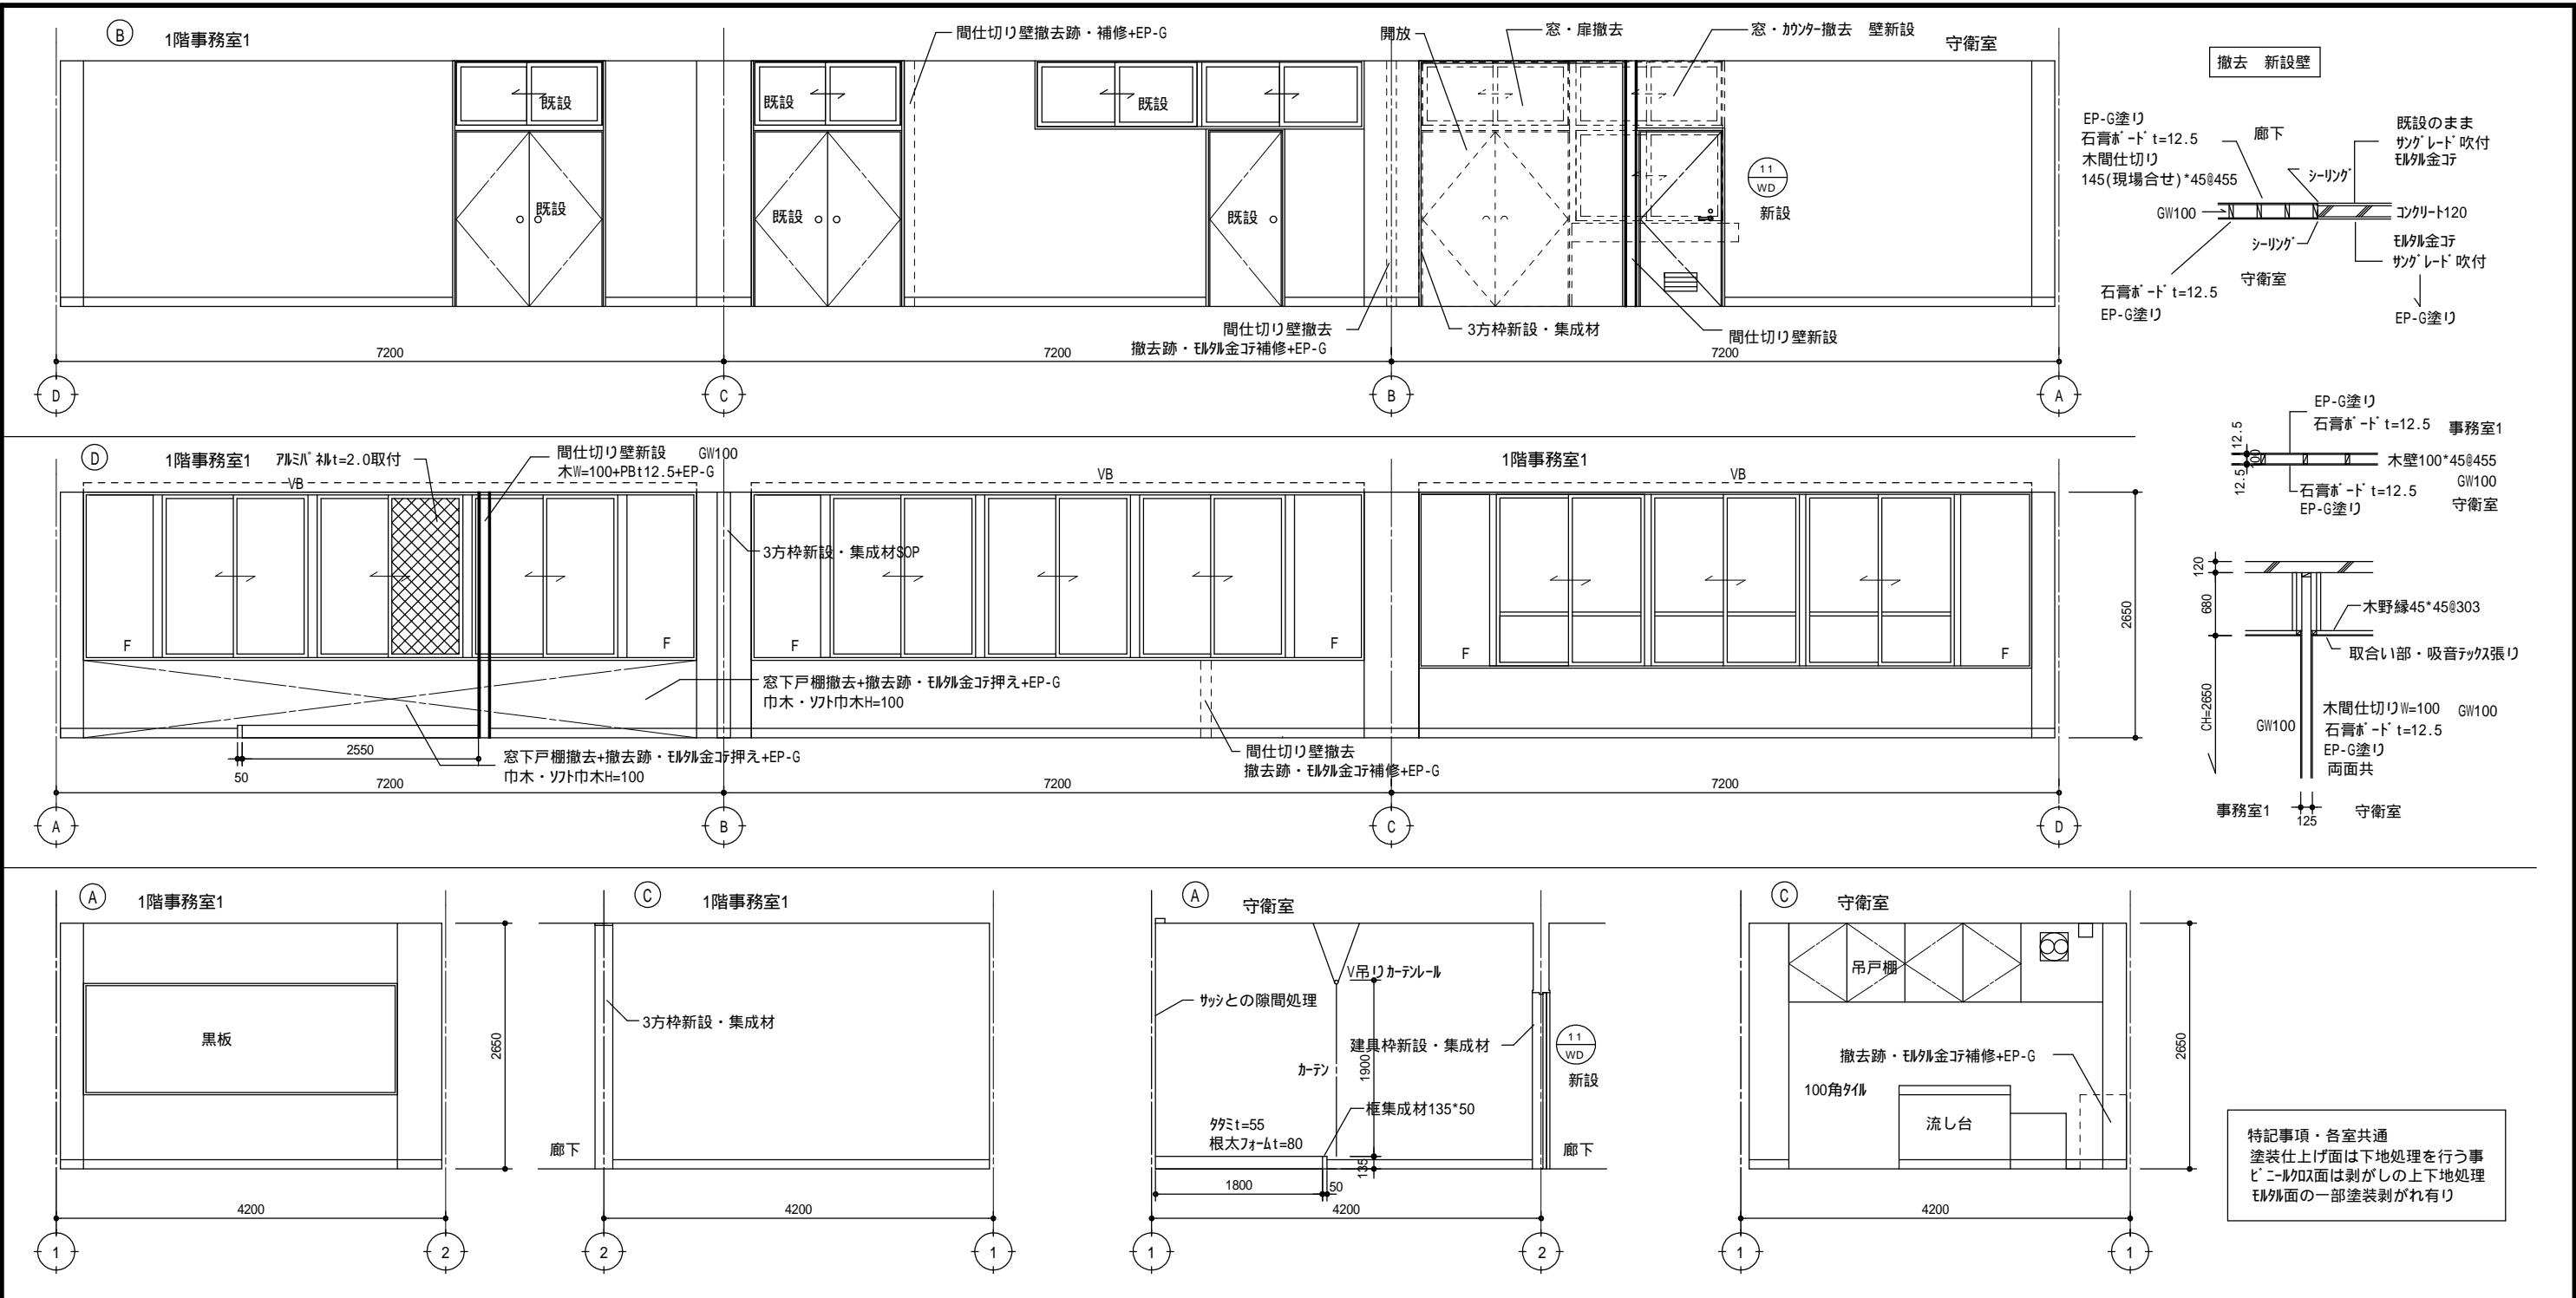 B
1階事務室1
間仕切り壁撤去跡・補修+EP-G
開放
窓・扉撤去
窓・ｶｳﾝﾀｰ撤去 壁新設
守衛室
既設
既設
既設
既設
既設
既設
11
WD
新設
間仕切り壁撤去
撤去跡・ﾓﾙﾀﾙ金ｺﾃ補修+EP-G
3方枠新設・集成材
間仕切り壁新設
7200
7200
7200
D
C
B
A
撤去 新設壁
EP-G塗り
石膏ﾎﾞｰﾄﾞt=12.5
木間仕切り
145(現場合せ)*45@455
廊下
既設のまま
ｻﾝｸﾞﾚｰﾄﾞ吹付
ﾓﾙﾀﾙ金ｺﾃ
ｼｰﾘﾝｸﾞ
GW100
ｺﾝｸﾘｰﾄ120
ｼｰﾘﾝｸﾞ
ﾓﾙﾀﾙ金ｺﾃ
ｻﾝｸﾞﾚｰﾄﾞ吹付
守衛室
石膏ﾎﾞｰﾄﾞt=12.5
EP-G塗り
EP-G塗り
EP-G塗り
石膏ﾎﾞｰﾄﾞt=12.5
事務室1
12.5
100
12.5
木壁100*45@455
GW100
石膏ﾎﾞｰﾄﾞt=12.5
EP-G塗り
守衛室
D
1階事務室1
ｱﾙﾐﾊﾟﾈﾙt=2.0取付
間仕切り壁新設 GW100
木W=100+PBt12.5+EP-G
1階事務室1
VB
VB
VB
3方枠新設・集成材SOP
F
F
F
F
F
F
2650
窓下戸棚撤去+撤去跡・ﾓﾙﾀﾙ金ｺﾃ押え+EP-G
巾木・ｿﾌﾄ巾木H=100
2550
50
窓下戸棚撤去+撤去跡・ﾓﾙﾀﾙ金ｺﾃ押え+EP-G
巾木・ｿﾌﾄ巾木H=100
間仕切り壁撤去
撤去跡・ﾓﾙﾀﾙ金ｺﾃ補修+EP-G
7200
7200
7200
A
B
C
D
120
680
CH=2650
木野縁45*45@303
取合い部・吸音ﾃｯｸｽ張り
GW100
木間仕切りW=100 GW100
石膏ﾎﾞｰﾄﾞt=12.5
EP-G塗り
両面共
事務室1
125
守衛室
A
1階事務室1
黒板
2650
4200
1
2
C
1階事務室1
3方枠新設・集成材
廊下
4200
2
1
A
守衛室
V吊りｶｰﾃﾝﾚｰﾙ
ｻｯｼとの隙間処理
建具枠新設・集成材
11
WD
新設
ｶｰﾃﾝ
1900
框集成材135*50
ﾀﾀﾐt=55
根太ﾌｫｰﾑt=80
135
廊下
1800
50
4200
1
2
C
守衛室
吊戸棚
撤去跡・ﾓﾙﾀﾙ金ｺﾃ補修+EP-G
100角ﾀｲﾙ
流し台
2650
4200
1
1
特記事項・各室共通
塗装仕上げ面は下地処理を行う事
ﾋﾞﾆｰﾙｸﾛｽ面は剥がしの上下地処理
ﾓﾙﾀﾙ面の一部塗装剥がれ有り